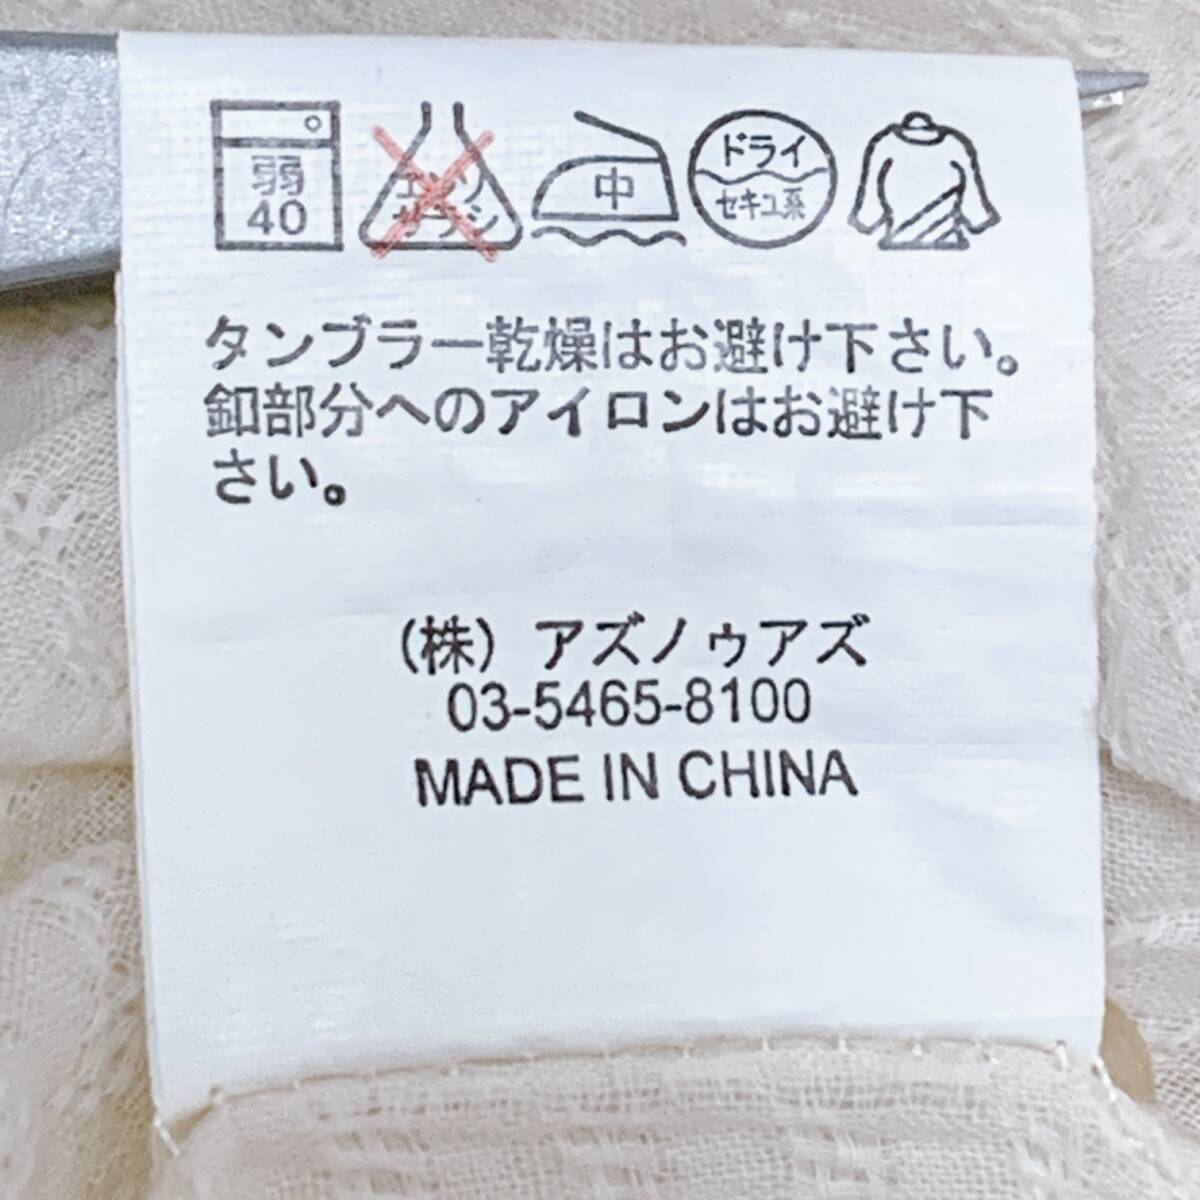 弱
40
エンソ
サラシ
中
ドライ
セキユ系
タンブラー乾燥はお避け下さい。
釦部分へのアイロンはお避け下
さい。
(株) アズノゥアズ
03-5465-8100
MADE IN CHINA